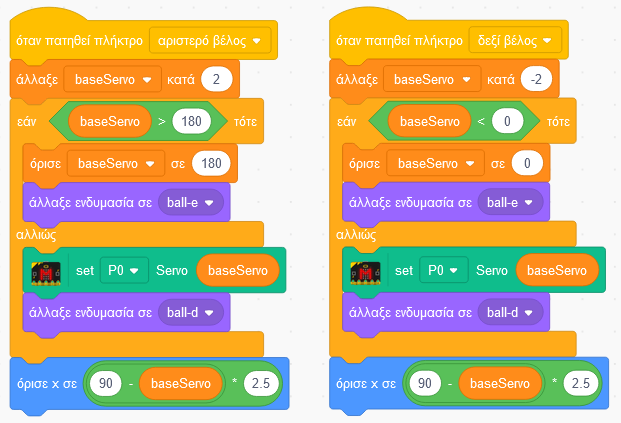 όταν πατηθεί πλήκτρο αριστερό βέλος
άλλαξε baseServo κατά 2
εάν baseServo > 180 τότε
όρισε baseServo σε 180
άλλαξε ενδυμασία σε ball-e
αλλιώς
set P0 Servo baseServo
άλλαξε ενδυμασία σε ball-d
όρισε x σε 90 - baseServo * 2.5
όταν πατηθεί πλήκτρο δεξί βέλος
άλλαξε baseServo κατά -2
εάν baseServo < 0 τότε
όρισε baseServo σε 0
άλλαξε ενδυμασία σε ball-e
αλλιώς
set P0 Servo baseServo
άλλαξε ενδυμασία σε ball-d
όρισε x σε 90 - baseServo * 2.5